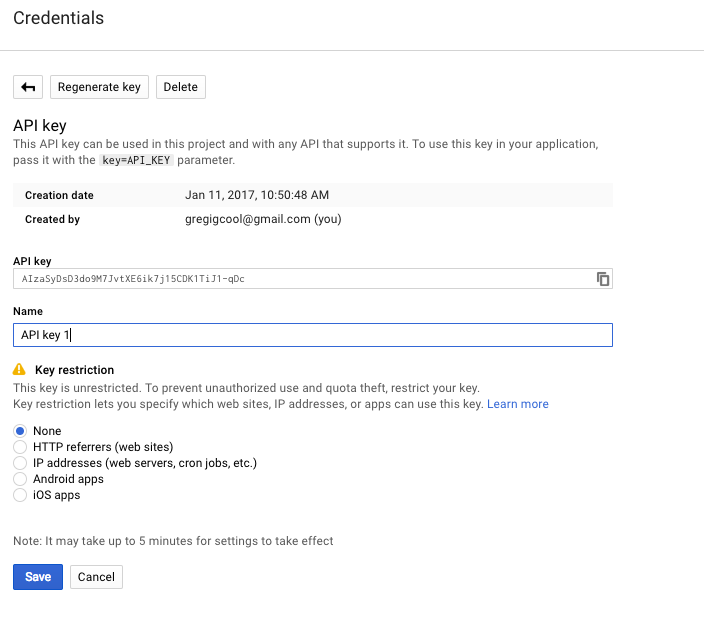 Credentials
Regenerate key
Delete
API key
This API key can be used in this project and with any API that supports it. To use this key in your application,
pass it with the key=API_KEY parameter.
Creation date Jan 11, 2017, 10:50:48 AM
Created by gregigcool@gmail.com (you)
API key
AIzaSyDsD3do9M7JvtXE6ik7j15CDK1TiJ1-qDc
Name
API key 1
Key restriction
This key is unrestricted. To prevent unauthorized use and quota theft, restrict your key.
Key restriction lets you specify which web sites, IP addresses, or apps can use this key. Learn more
None
HTTP referrers (web sites)
IP addresses (web servers, cron jobs, etc.)
Android apps
iOS apps
Note: It may take up to 5 minutes for settings to take effect
Save Cancel